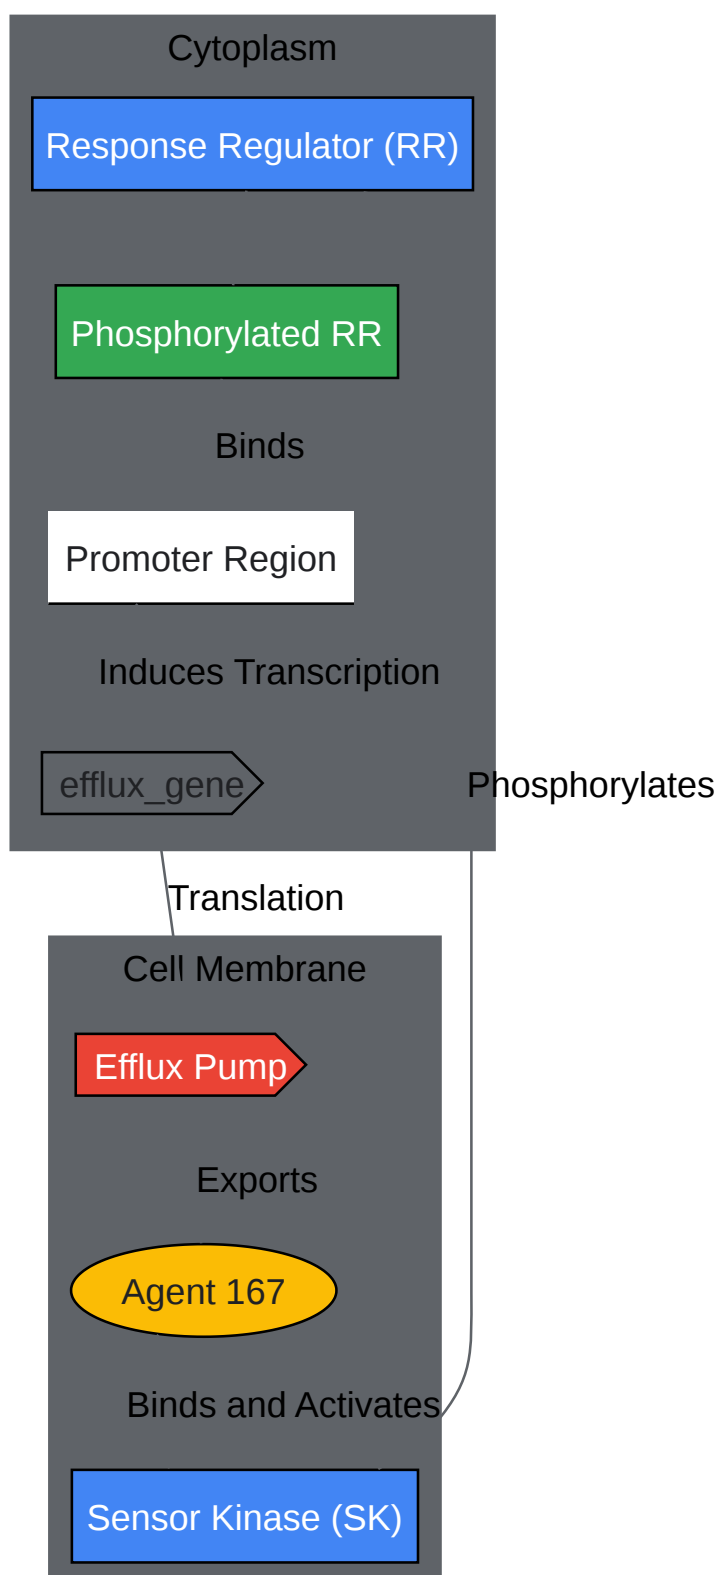 Cytoplasm
Response Regulator (RR)
Phosphorylated RR
Binds
Promoter Region
Induces Transcription
efflux_gene
Phosphorylates
Translation
Cell Membrane
Efflux Pump
Exports
Agent 167
Binds and Activates
Sensor Kinase (SK)